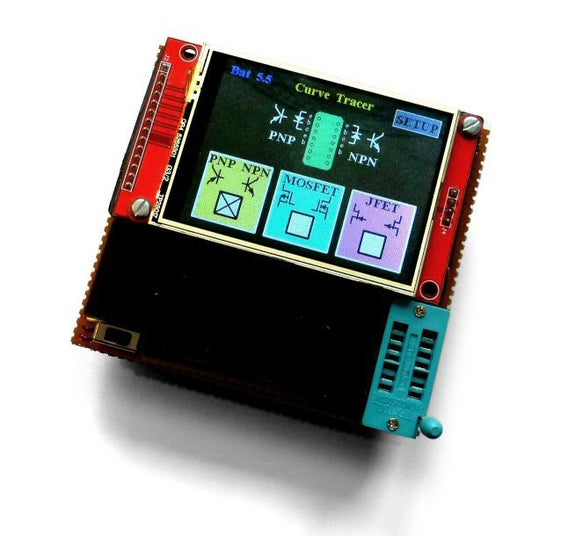 Bat 5.5
Curve Tracer
SETUP
PNP
NPN
PNP NPN
MOSFET
JFET